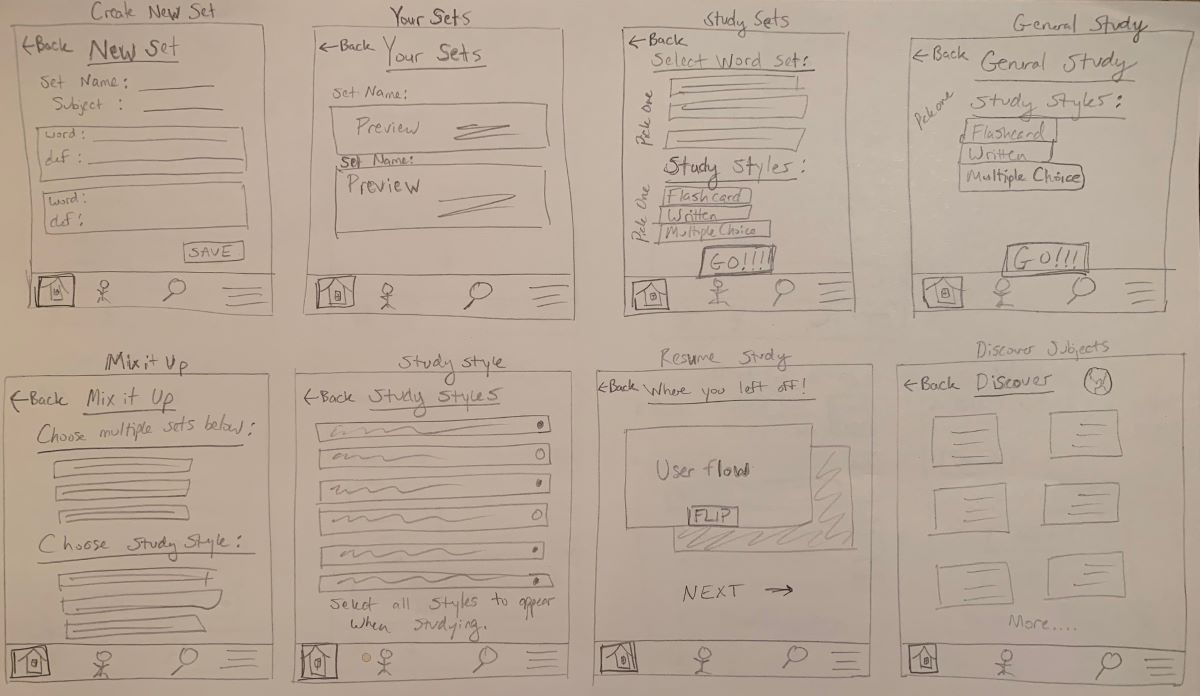 Create New Set
←Back New Set
Set Name:
Subject :
word:
def:
word:
def:
SAVE
Your Sets
←Back Your Sets
Set Name:
Preview
Set Name:
Preview
Study Sets
←Back
Select Word Set:
Pick One
Study Styles:
Pick One
Flashcard
Written
Multiple Choice
GO!!!
General Study
←Back General Study
Pick one
Study Styles:
Flashcard
Written
Multiple Choice
GO!!!
Mix it Up
←Back Mix it Up
Choose multiple sets below:
Choose Study Style:
Study Style
←Back Study Styles
Select all styles to appear
when studying.
Resume Study
←Back Where you left off!
User flow
FLIP
NEXT →
Discover Subjects
←Back Discover
More....